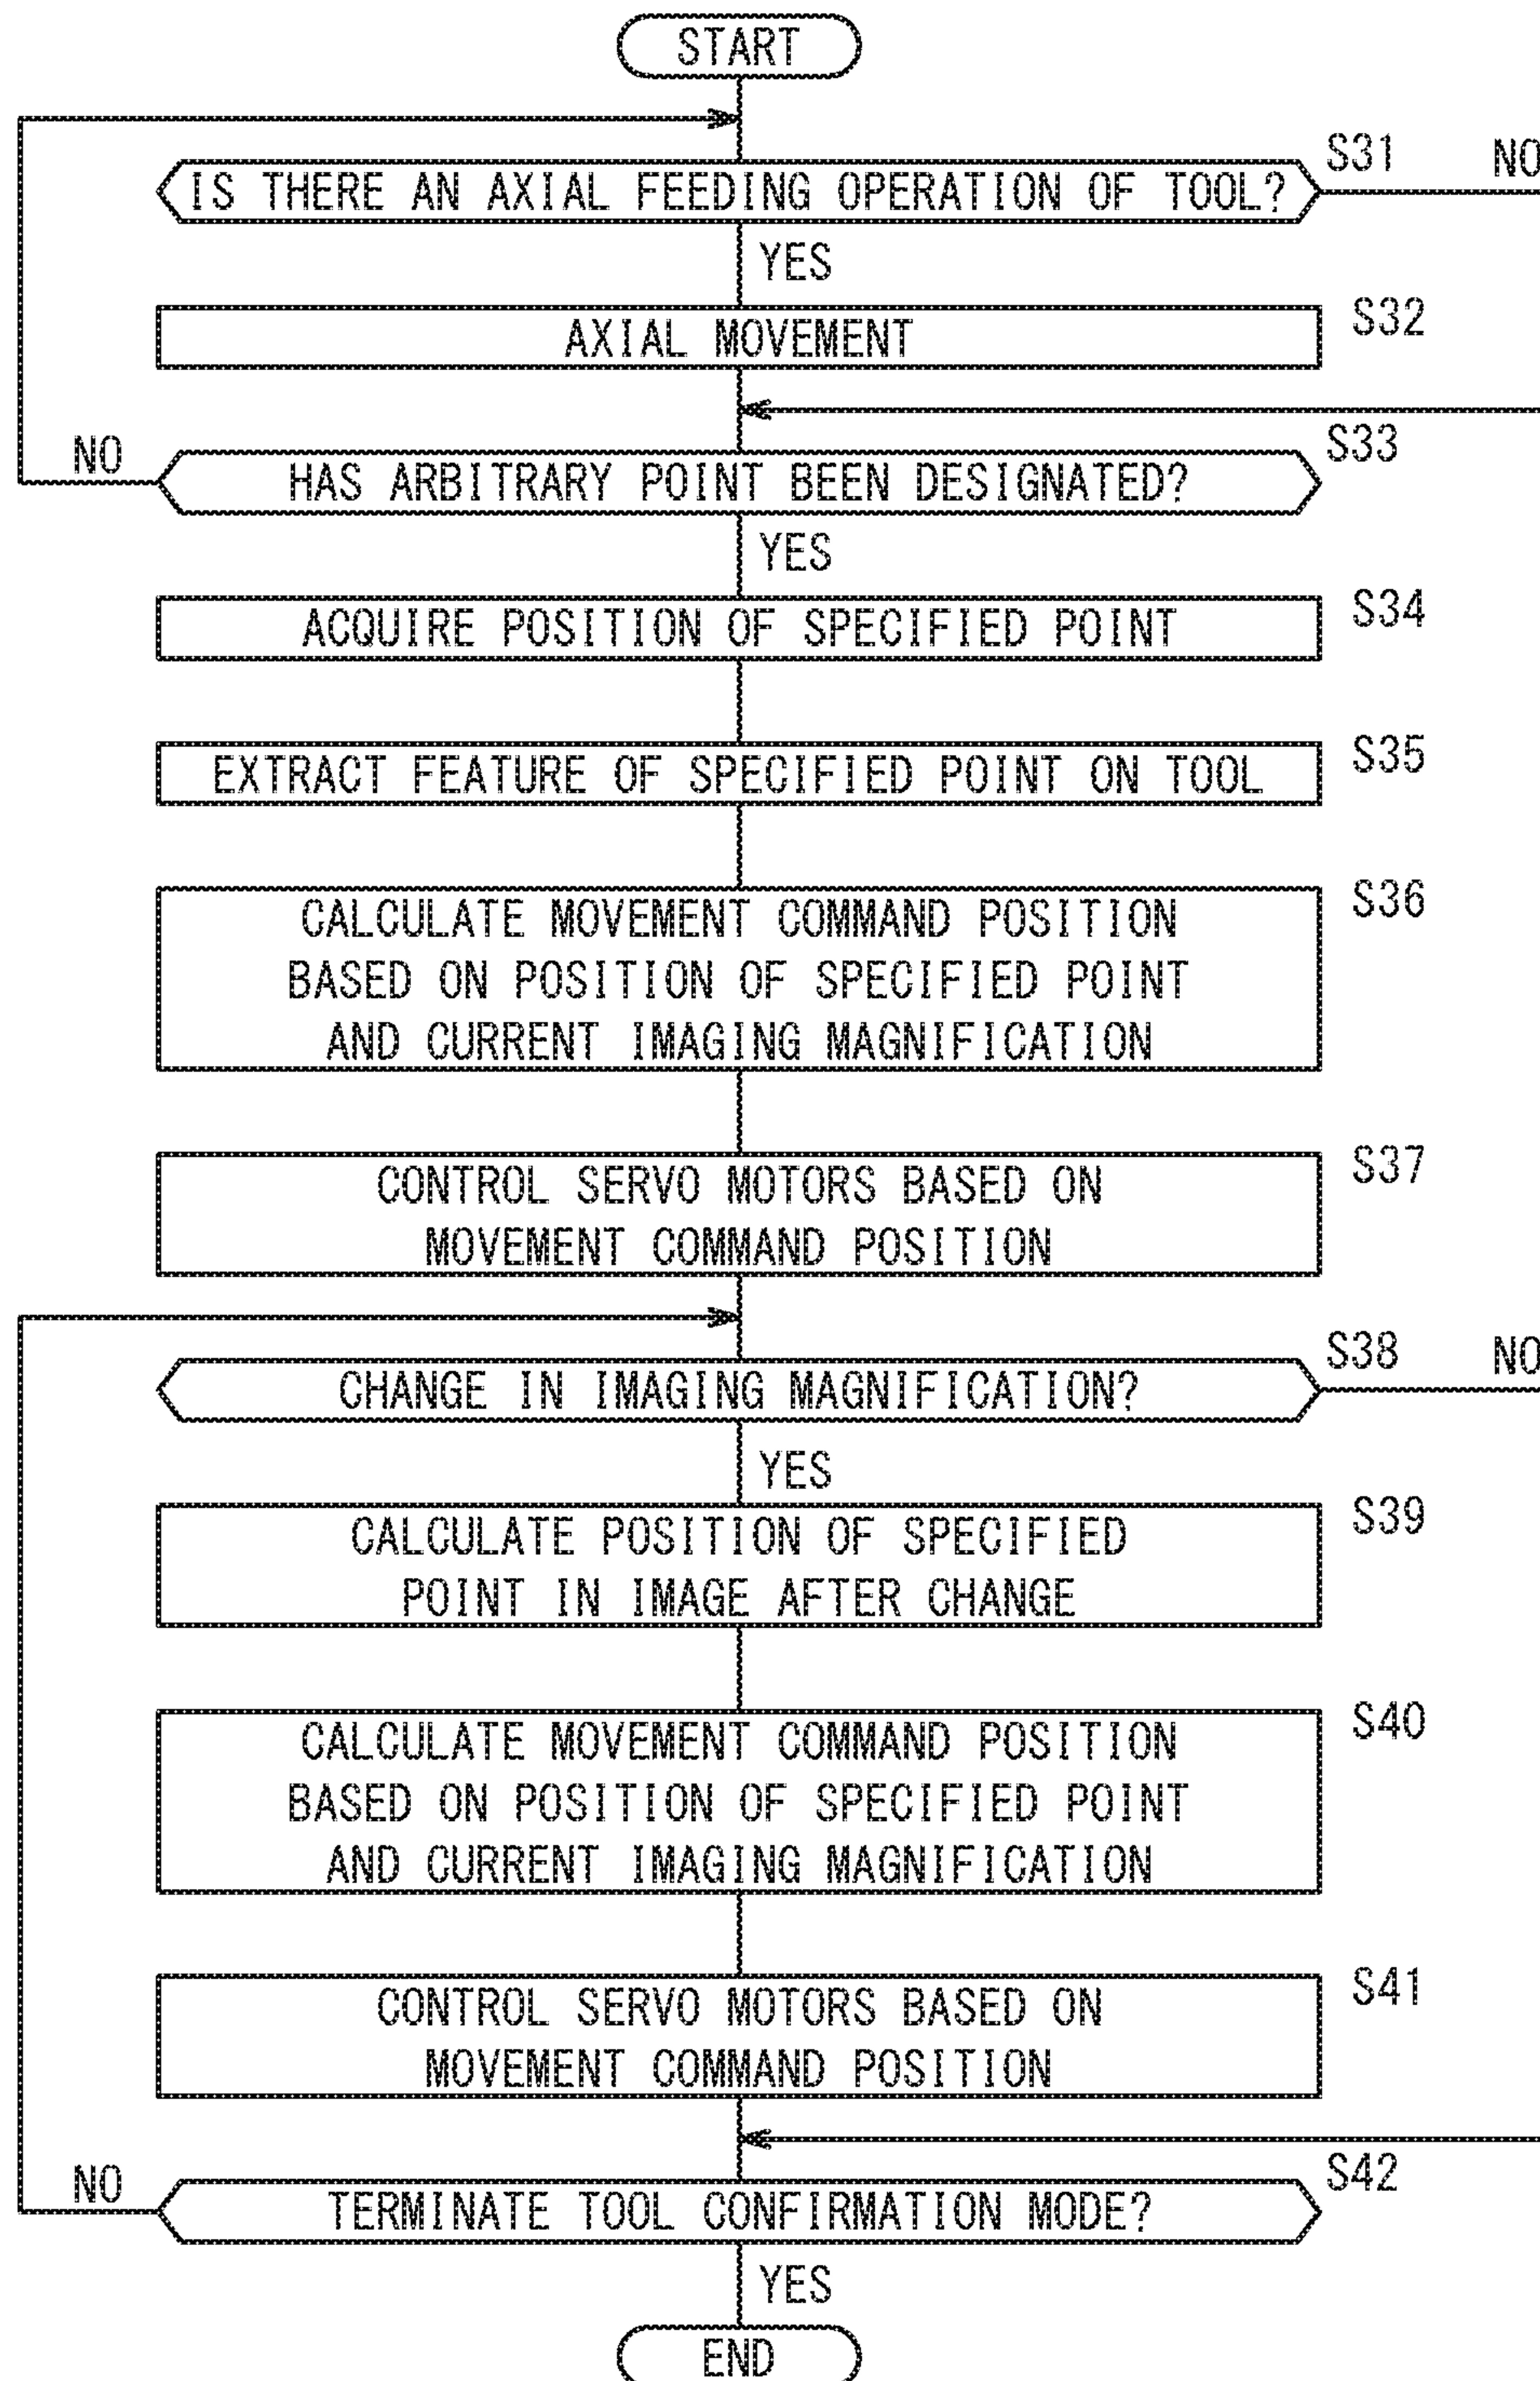 START
S31 NO
IS THERE AN AXIAL FEEDING OPERATION OF TOOL?
YES
S32
AXIAL MOVEMENT
S33
NO
HAS ARBITRARY POINT BEEN DESIGNATED?
YES
S34
ACQUIRE POSITION OF SPECIFIED POINT
S35
EXTRACT FEATURE OF SPECIFIED POINT ON TOOL
S36
CALCULATE MOVEMENT COMMAND POSITION
BASED ON POSITION OF SPECIFIED POINT
AND CURRENT IMAGING MAGNIFICATION
S37
CONTROL SERVO MOTORS BASED ON
MOVEMENT COMMAND POSITION
S38 NO
CHANGE IN IMAGING MAGNIFICATION?
YES
S39
CALCULATE POSITION OF SPECIFIED
POINT IN IMAGE AFTER CHANGE
S40
CALCULATE MOVEMENT COMMAND POSITION
BASED ON POSITION OF SPECIFIED POINT
AND CURRENT IMAGING MAGNIFICATION
S41
CONTROL SERVO MOTORS BASED ON
MOVEMENT COMMAND POSITION
S42
NO
TERMINATE TOOL CONFIRMATION MODE?
YES
END